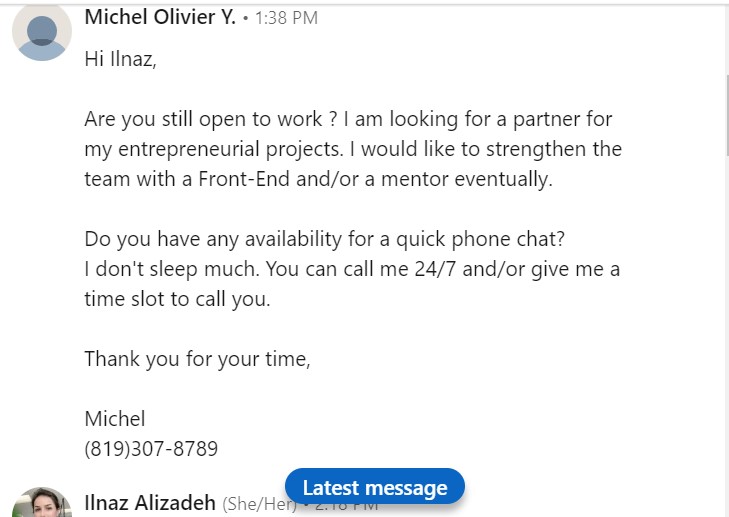 Michel Olivier Y. • 1:38 PM
Hi Ilnaz,
Are you still open to work ? I am looking for a partner for
my entrepreneurial projects. I would like to strengthen the
team with a Front-End and/or a mentor eventually.
Do you have any availability for a quick phone chat?
I don't sleep much. You can call me 24/7 and/or give me a
time slot to call you.
Thank you for your time,
Michel
(819)307-8789
Latest message
Ilnaz Alizadeh (She/Her) • 2:18 PM